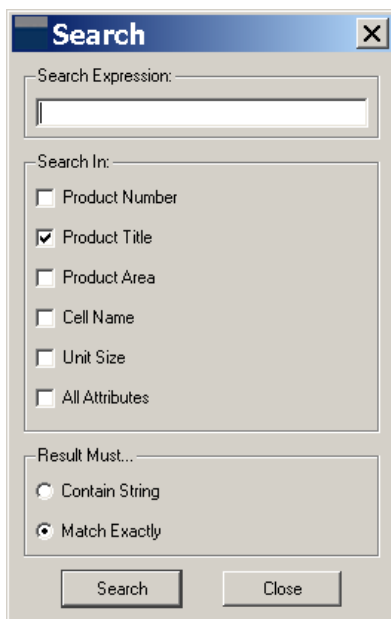 Search
Search Expression:
Search In:
Product Number
Product Title
Product Area
Cell Name
Unit Size
All Attributes
Result Must...
Contain String
Match Exactly
Search Close